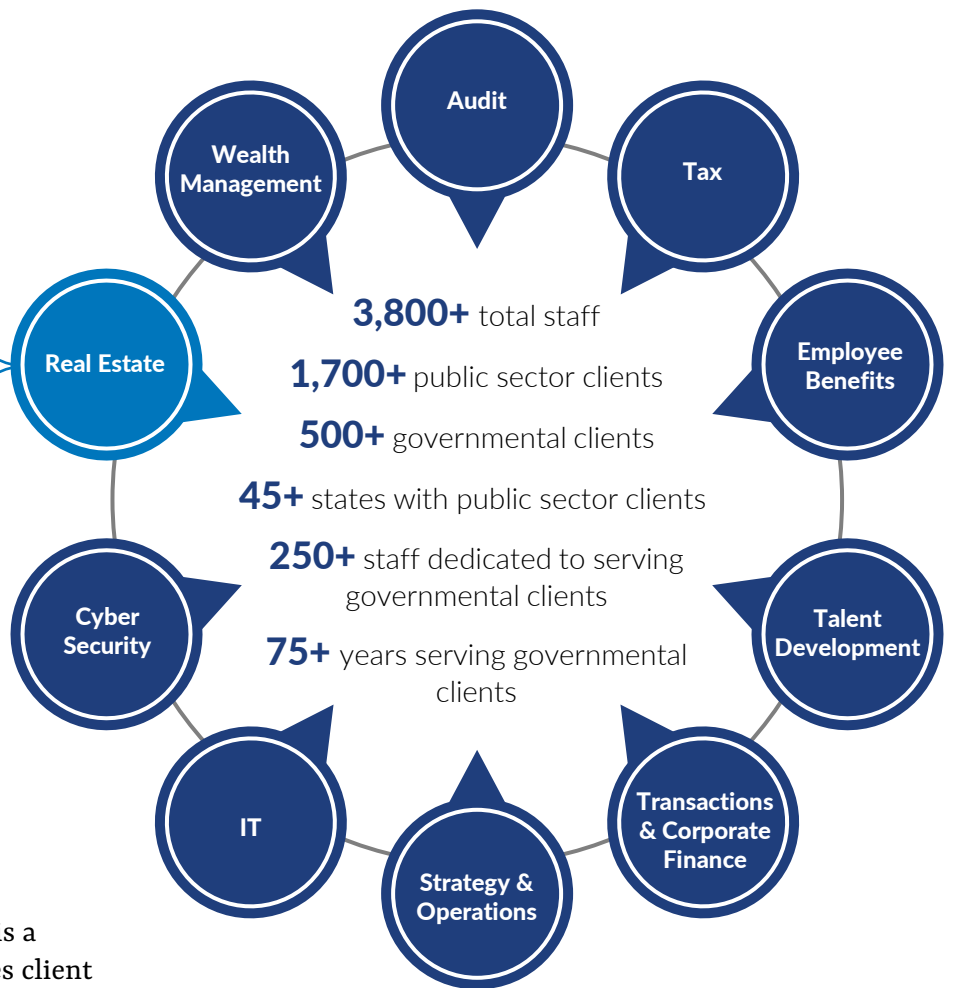 Audit
Wealth
Management
Tax
Real Estate
Employee
Benefits
3,800+ total staff
1,700+ public sector clients
500+ governmental clients
45+ states with public sector clients
250+ staff dedicated to serving
governmental clients
75+ years serving governmental
clients
Cyber
Security
Talent
Development
IT
Transactions
& Corporate
Finance
Strategy &
Operations
a
client